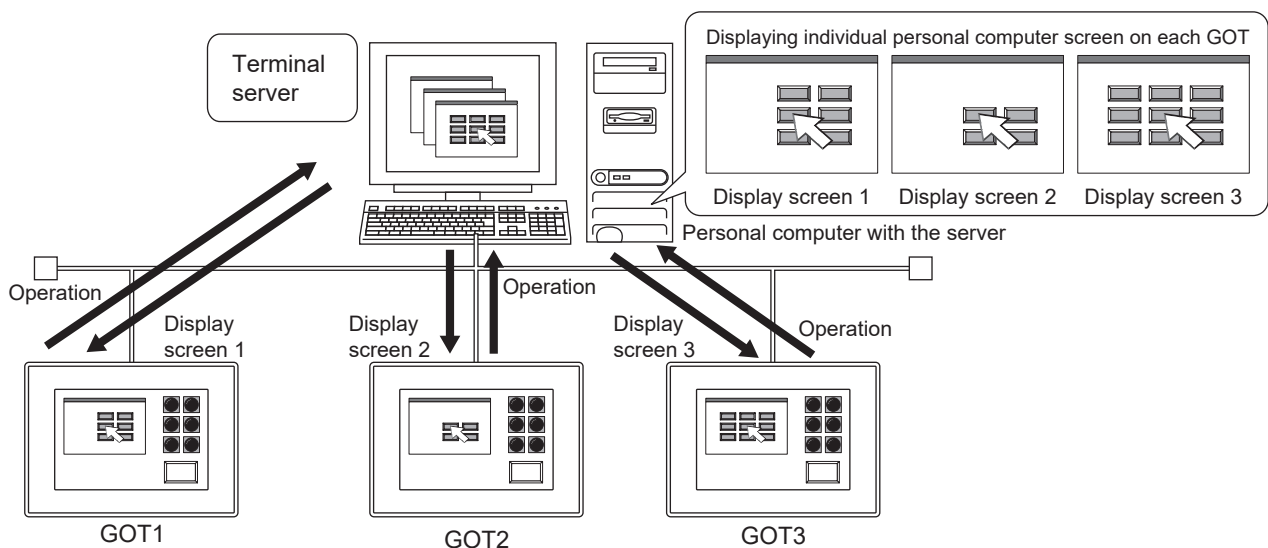 Terminal
server
Displaying individual personal computer screen on each GOT
Display screen 1
Display screen 2
Display screen 3
Personal computer with the server
Operation
Display
screen 1
Display
screen 2
Operation
Display
screen 3
Operation
GOT1
GOT2
GOT3